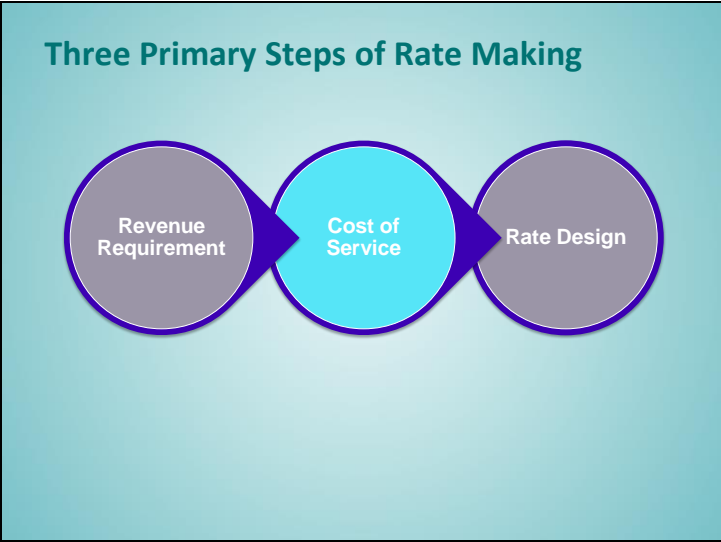 Three Primary Steps of Rate Making
Revenue
Requirement
Cost of
Service
Rate Design